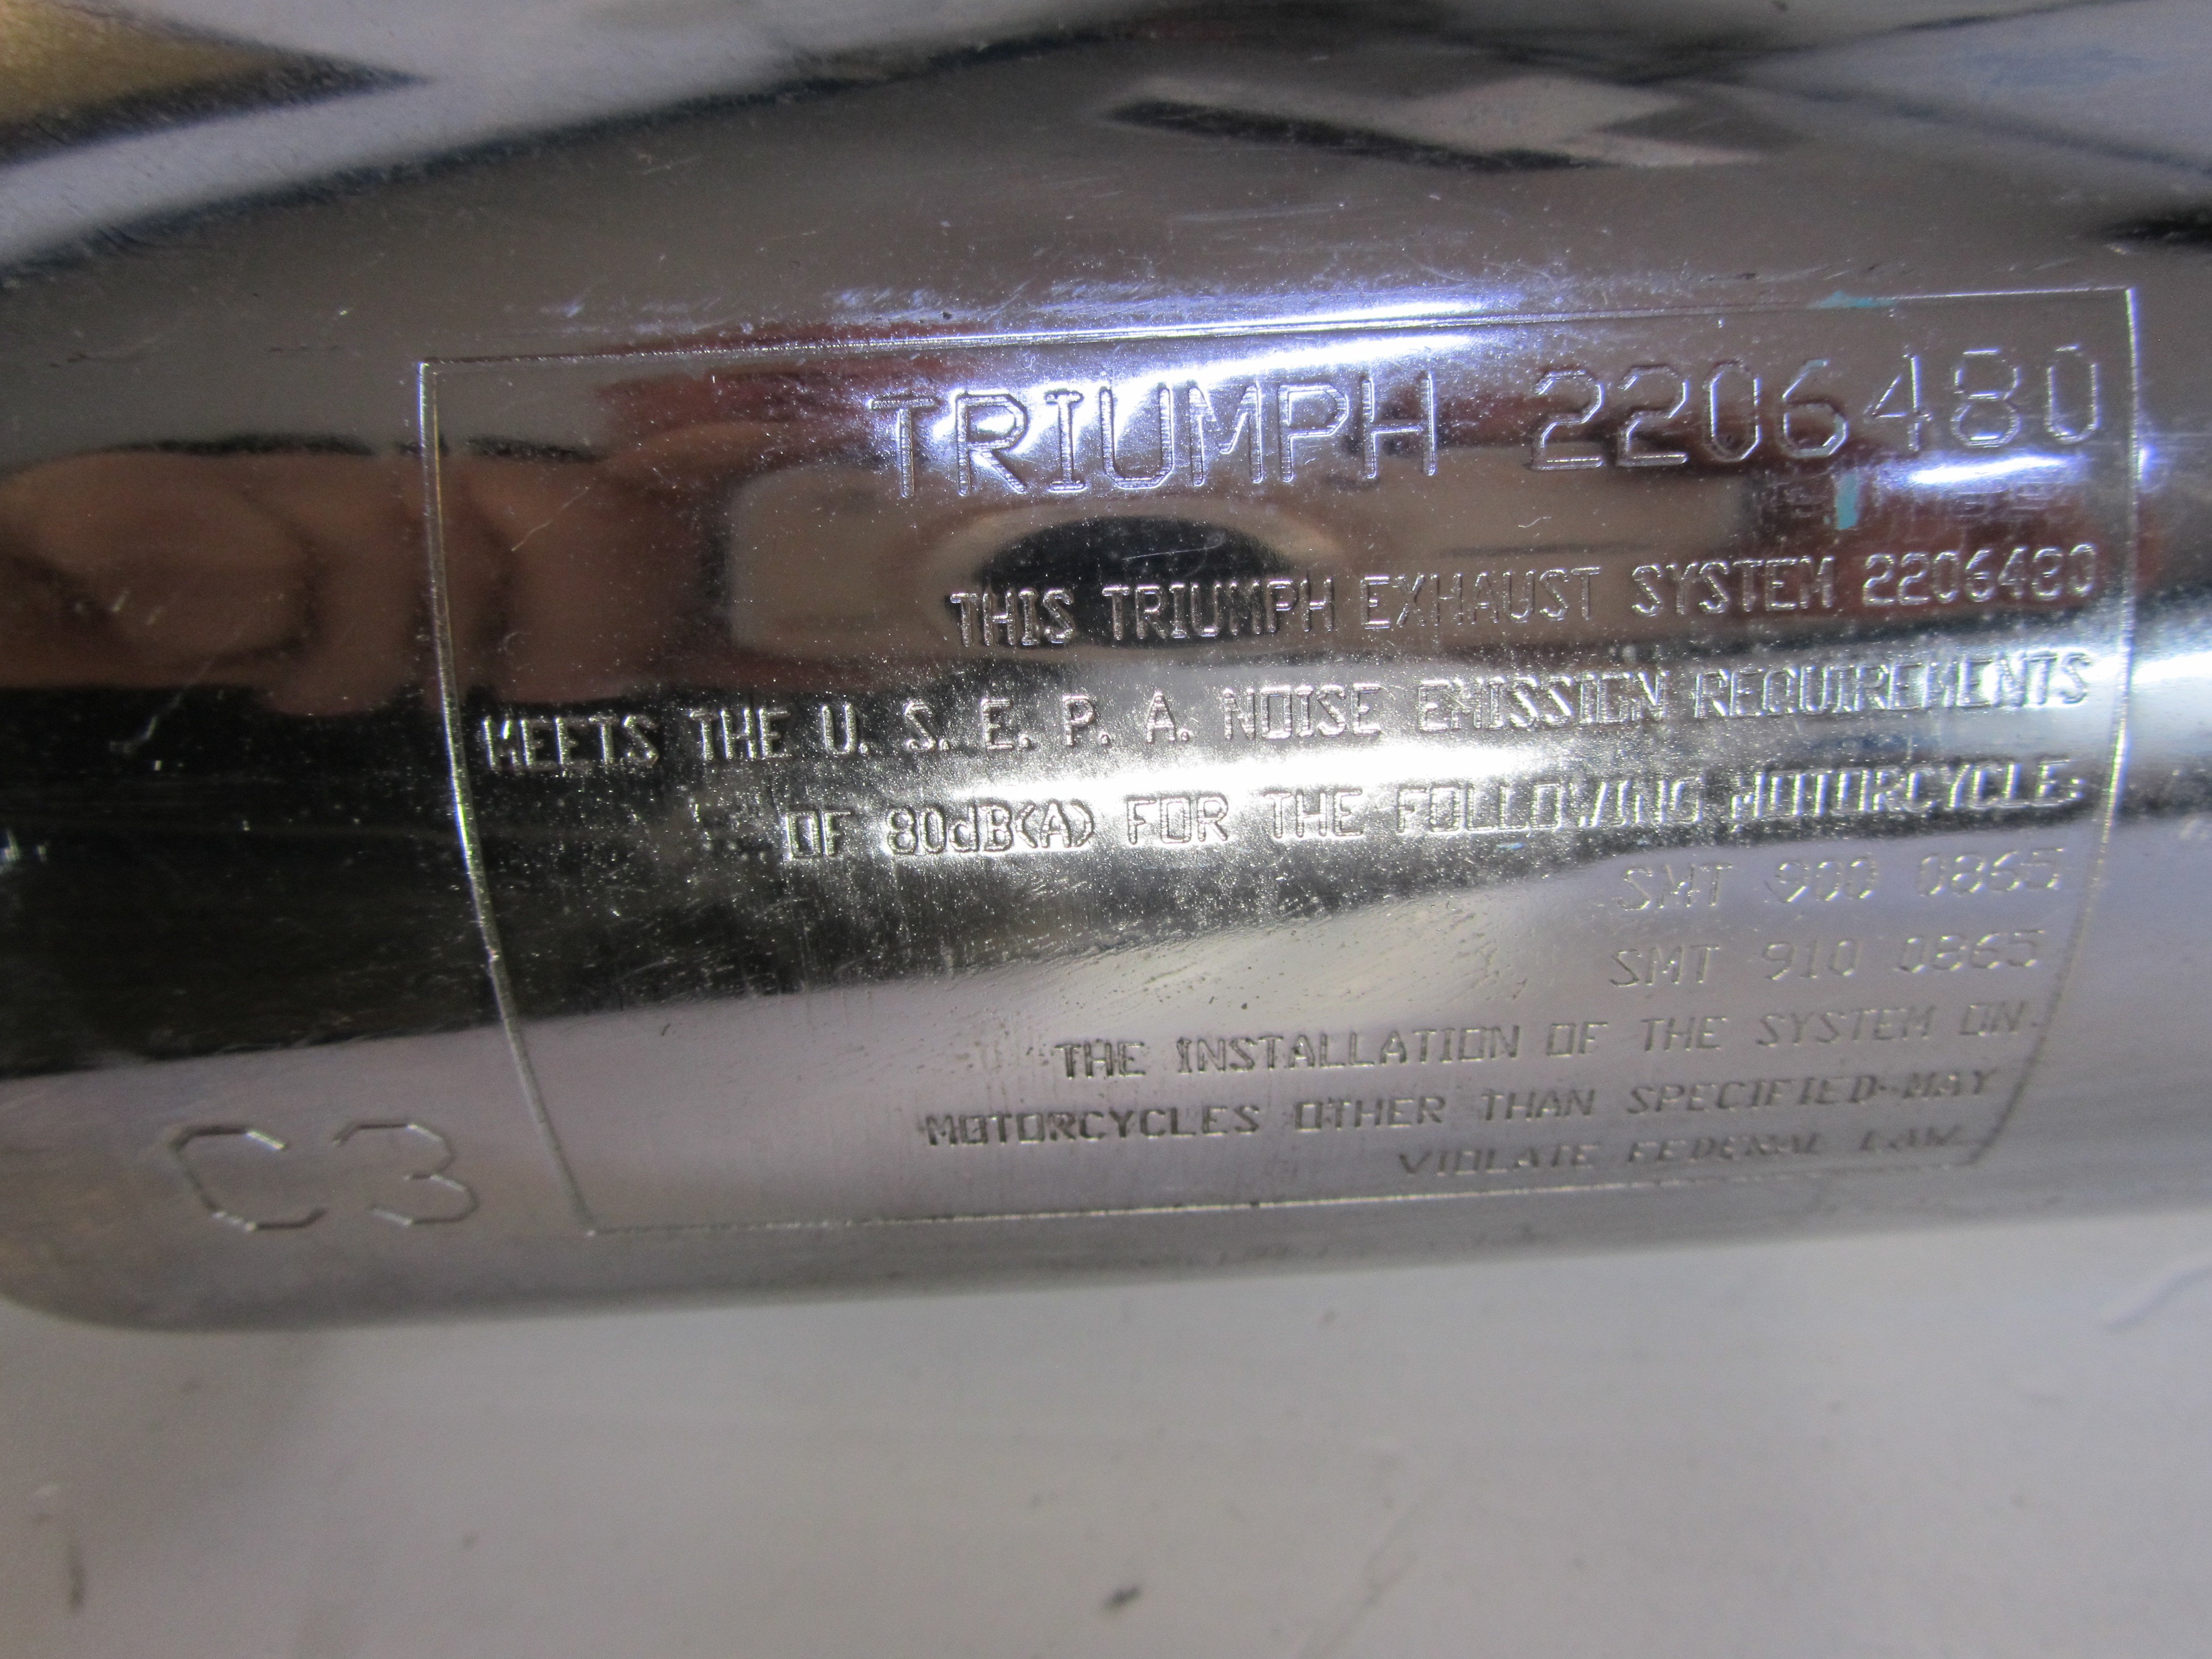 TRIUMPH 2206480
THIS TRIUMPH EXHAUST SYSTEM 2206480
MEETS THE U. S. E. P. A. NOISE EMISSION REQUIREMENTS
OF 80dB(A) FOR THE FOLLOWING MOTORCYCLE:
SMT 900 0865
SMT 910 0865
THE INSTALLATION OF THE SYSTEM ON
MOTORCYCLES OTHER THAN SPECIFIED MAY
VIOLATE FEDERAL LAW.
C3